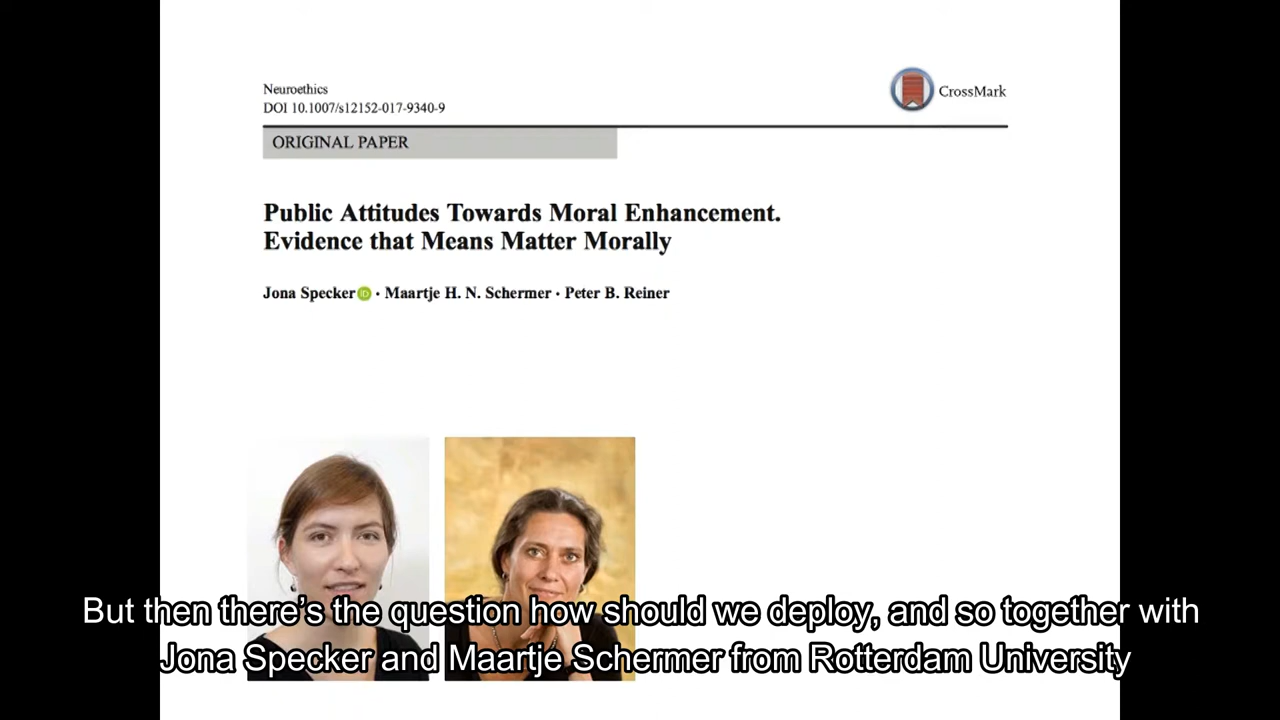 Neuroethics
DOI 10.1007/s12152-017-9340-9
CrossMark
ORIGINAL PAPER
Public Attitudes Towards Moral Enhancement.
Evidence that Means Matter Morally
Jona Specker iD · Maartje H. N. Schermer · Peter B. Reiner
But then there’s the question how should we deploy, and so together with
Jona Specker and Maartje Schermer from Rotterdam University